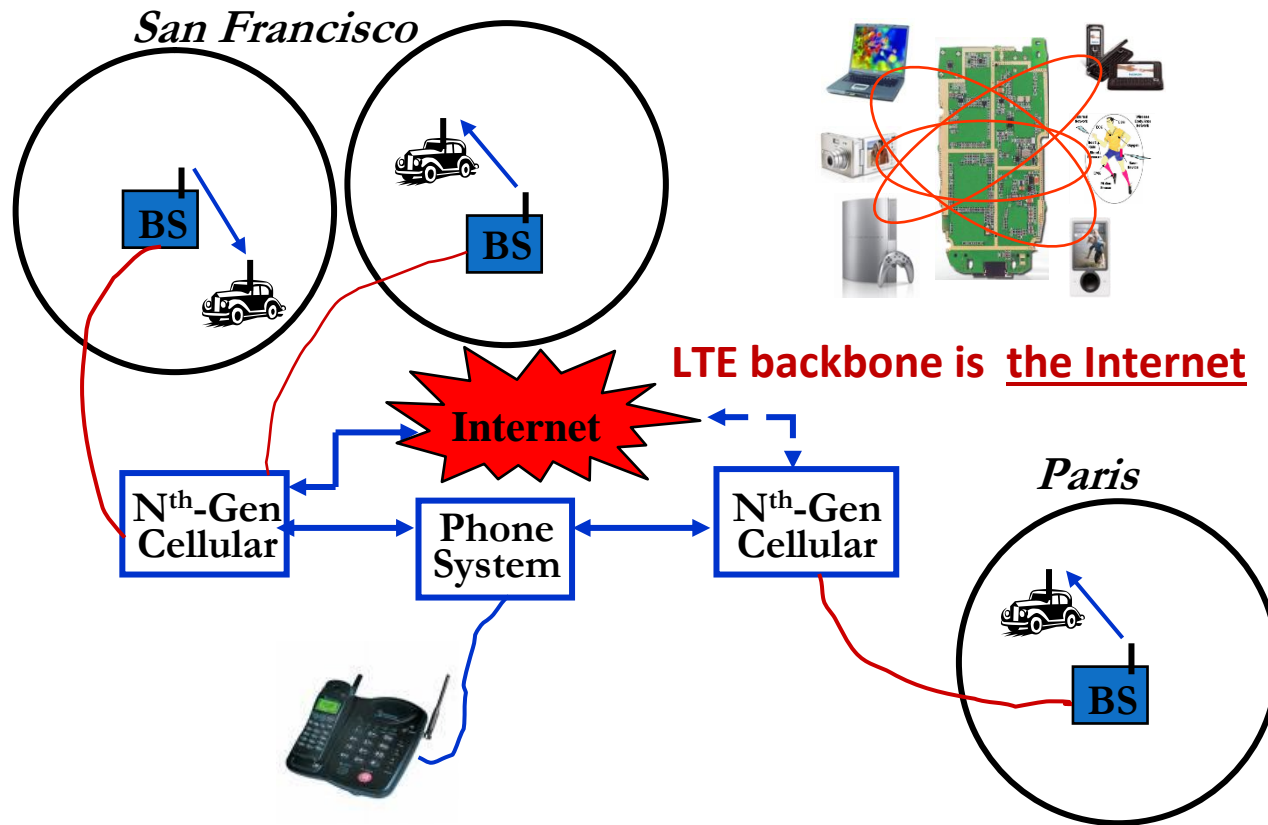 San Francisco
BS
BS
LTE backbone is the Internet
Internet
Nth-Gen
Cellular
Phone
System
Nth-Gen
Cellular
Paris
BS